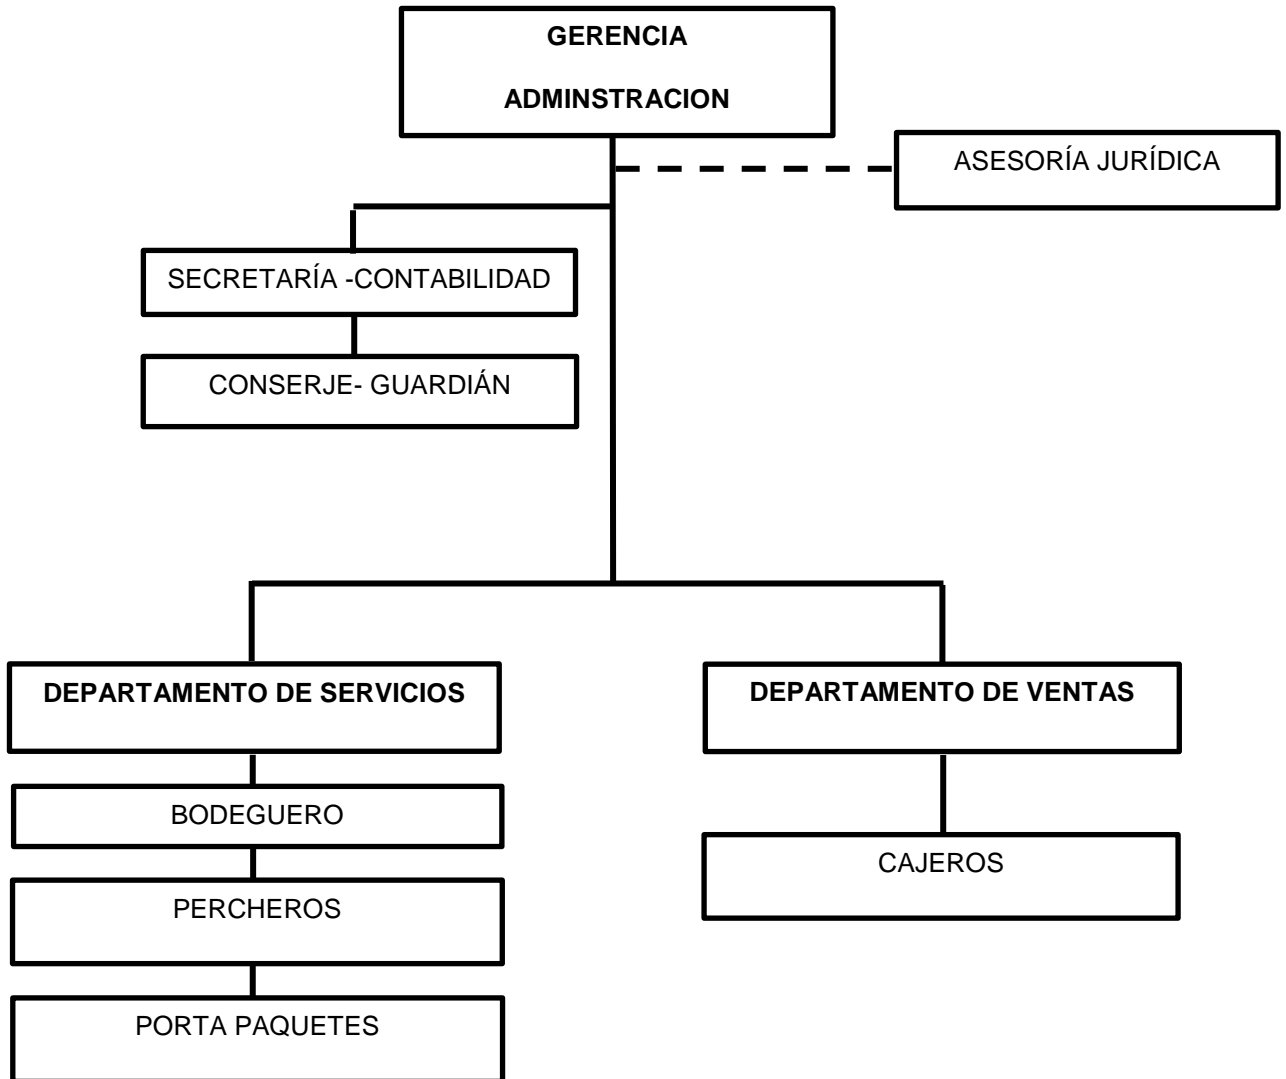 GERENCIA
ADMINSTRACION
ASESORÍA JURÍDICA
SECRETARÍA -CONTABILIDAD
CONSERJE- GUARDIÁN
DEPARTAMENTO DE SERVICIOS
DEPARTAMENTO DE VENTAS
BODEGUERO
CAJEROS
PERCHEROS
PORTA PAQUETES